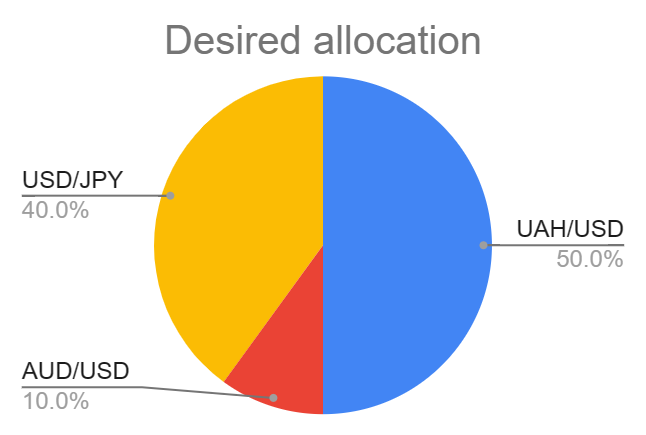 Desired allocation
USD/JPY
40.0%
UAH/USD
50.0%
AUD/USD
10.0%